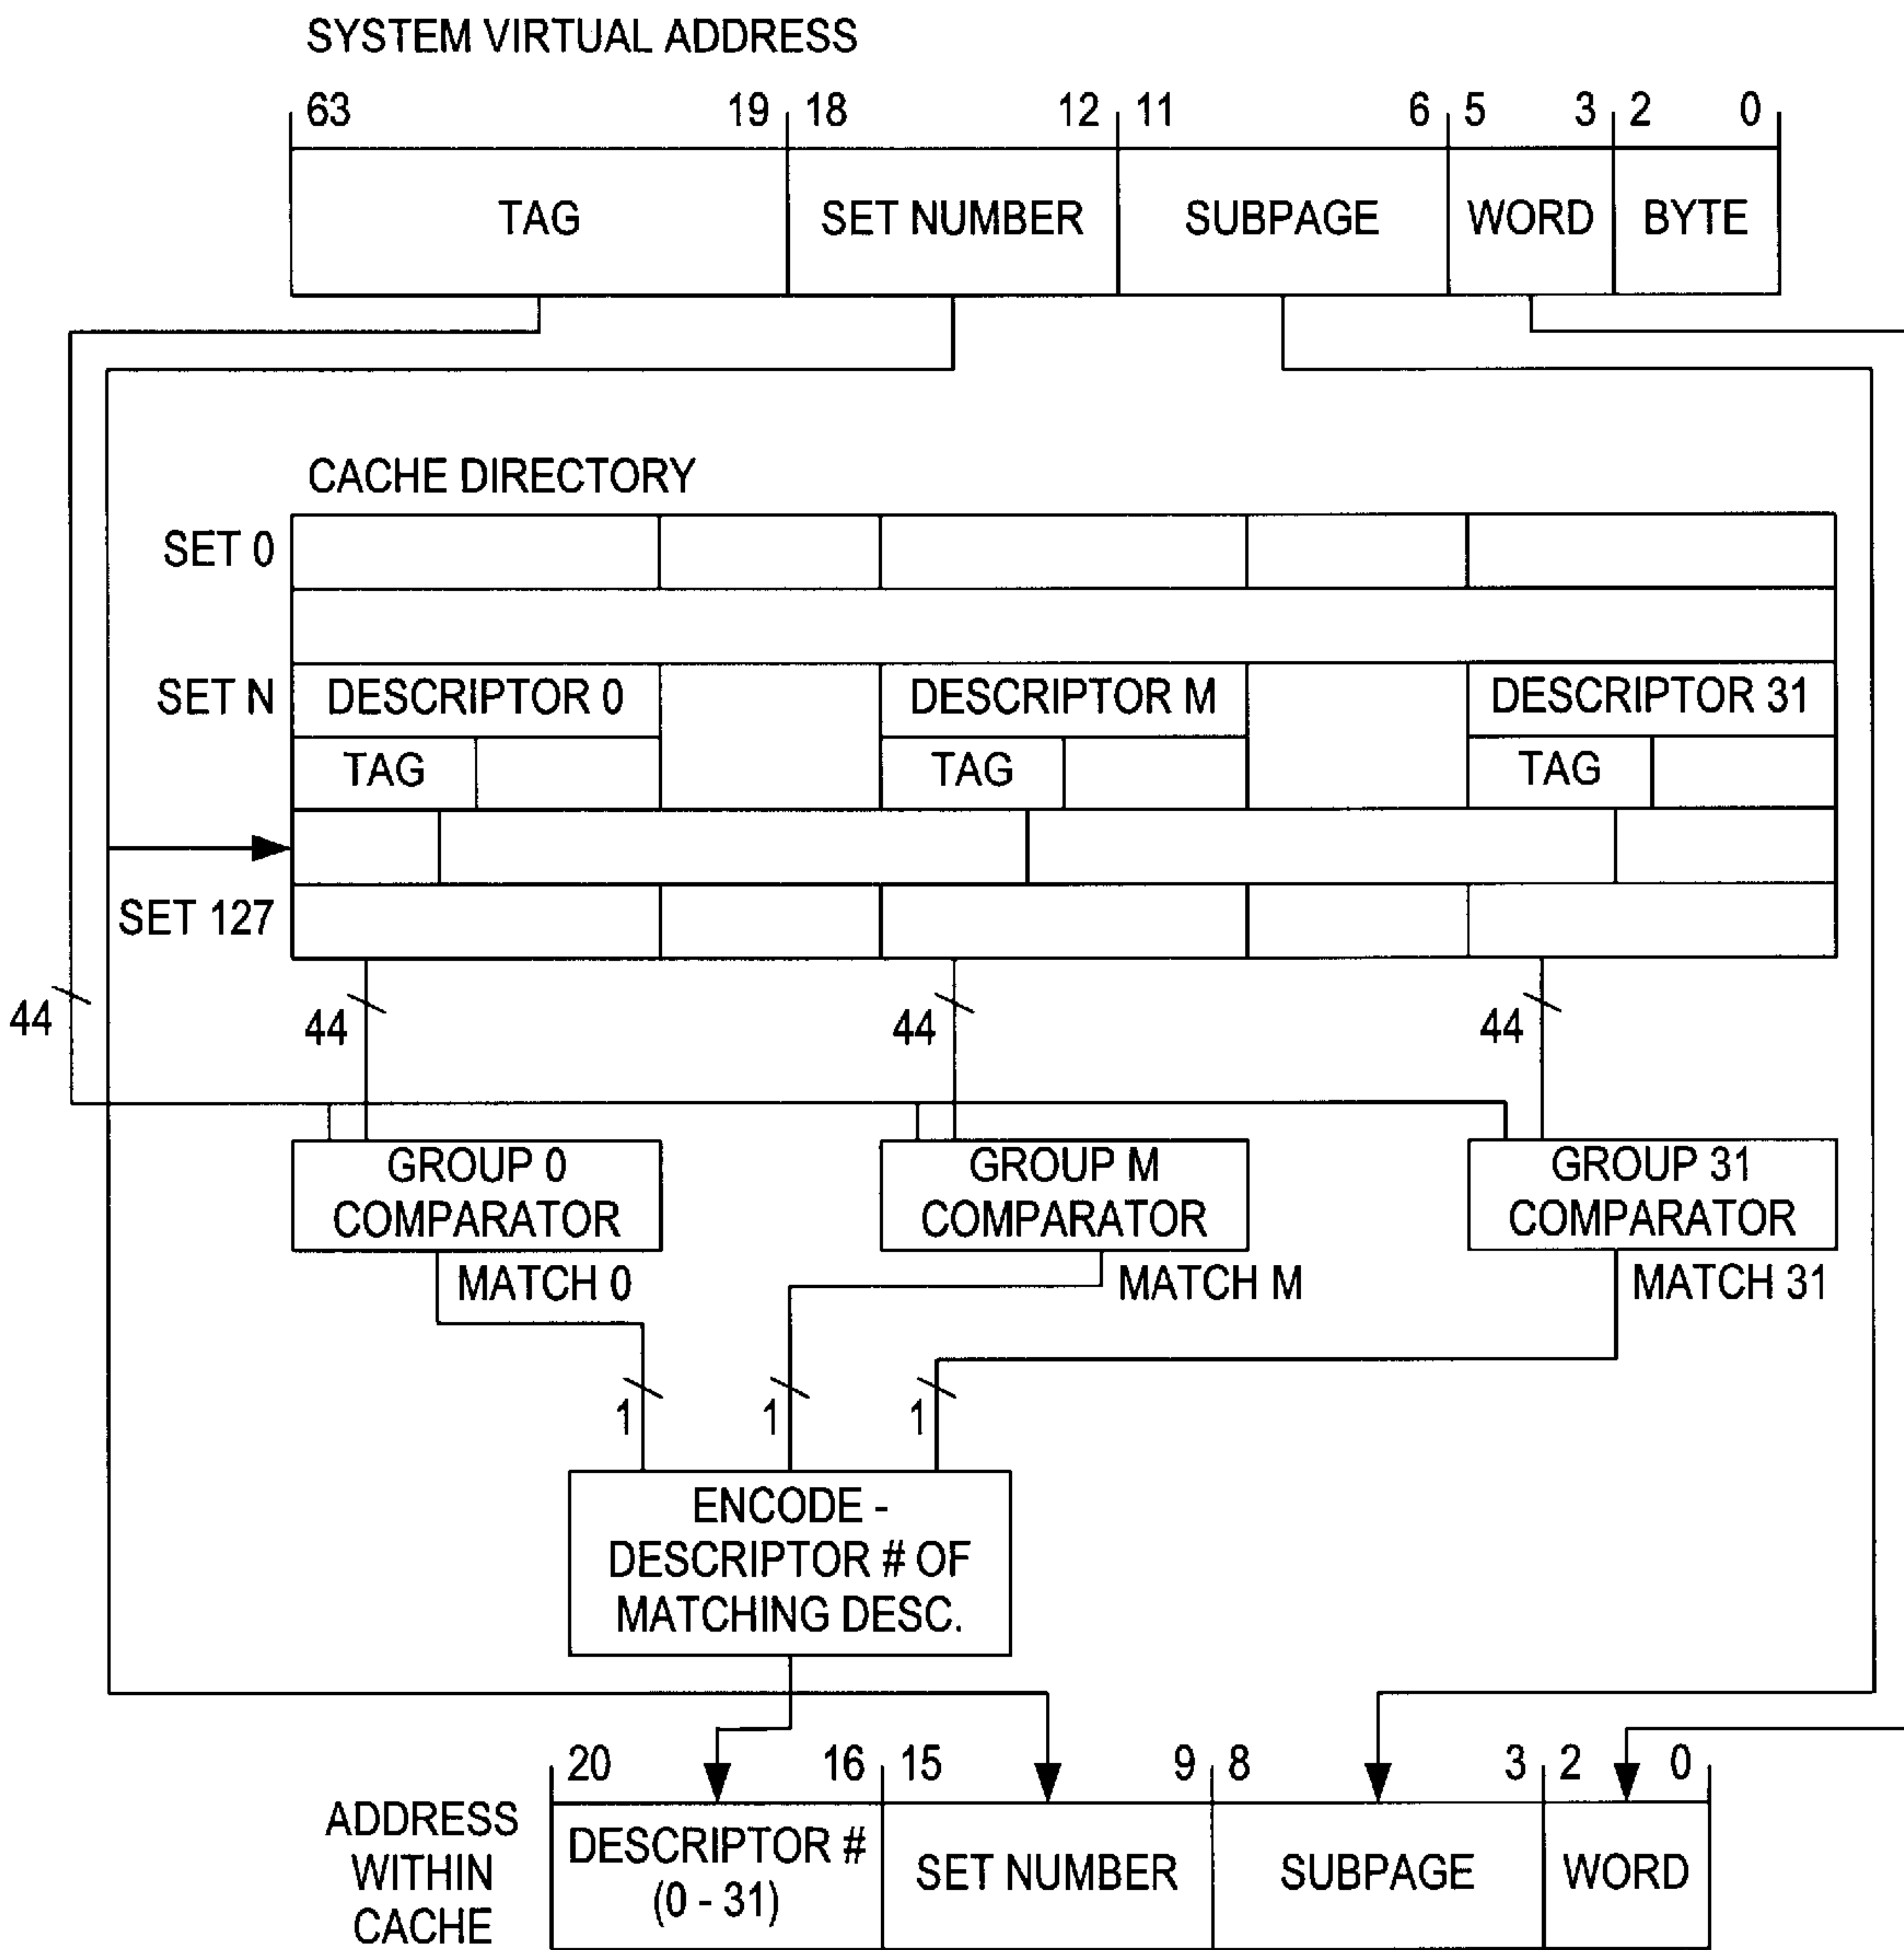 SYSTEM VIRTUAL ADDRESS
63 19 18 12 11 6 5 3 2 0
TAG SET NUMBER SUBPAGE WORD BYTE
CACHE DIRECTORY
SET 0
SET N DESCRIPTOR 0 DESCRIPTOR M DESCRIPTOR 31
TAG TAG TAG
SET 127
44 44 44 44
GROUP 0 GROUP M GROUP 31
COMPARATOR COMPARATOR COMPARATOR
MATCH 0 MATCH M MATCH 31
1 1 1
ENCODE -
DESCRIPTOR # OF
MATCHING DESC.
20 16 15 9 8 3 2 0
ADDRESS
WITHIN
CACHE
DESCRIPTOR #
(0 - 31)
SET NUMBER SUBPAGE WORD